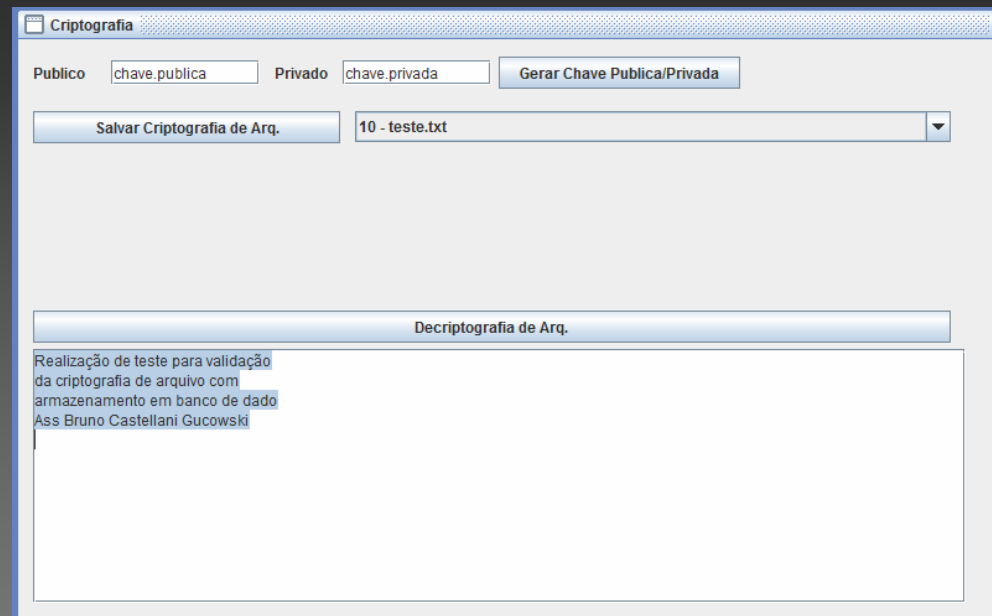 Criptografia
Publico chave.publica Privado chave.privada Gerar Chave Publica/Privada
Salvar Criptografia de Arq. 10 - teste.txt
Decriptografia de Arq.
Realização de teste para validação
da criptografia de arquivo com
armazenamento em banco de dado
Ass Bruno Castellani Gucowski